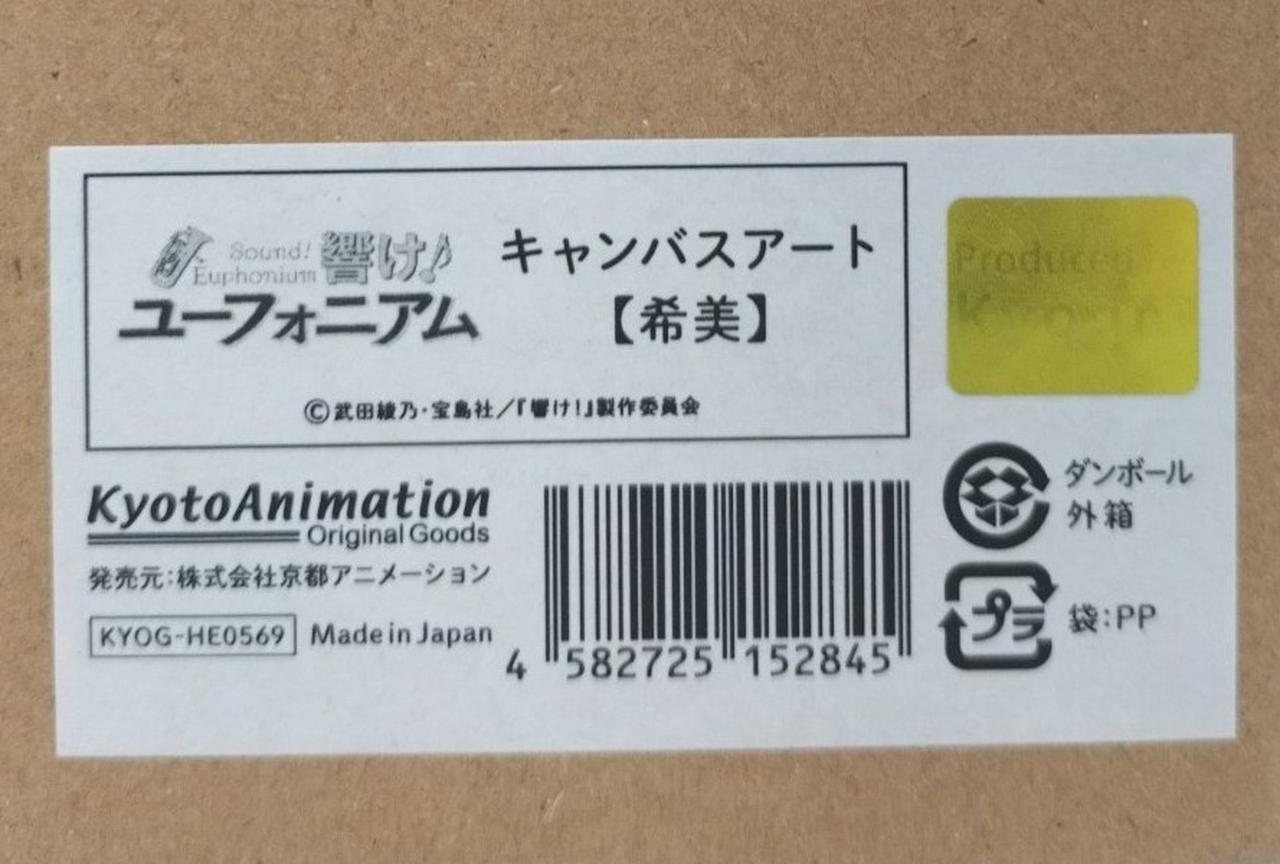 Sound! 響け♪
Euphonium
ユーフォニアム
キャンバスアート
【希美】
©武田綾乃・宝島社／『響け!』製作委員会
Produced
Kyoto
KyotoAnimation
Original Goods
発売元:株式会社京都アニメーション
KYOG-HE0569 Made in Japan
4 582725 152845
ダンボール
外箱
プラ 袋:PP